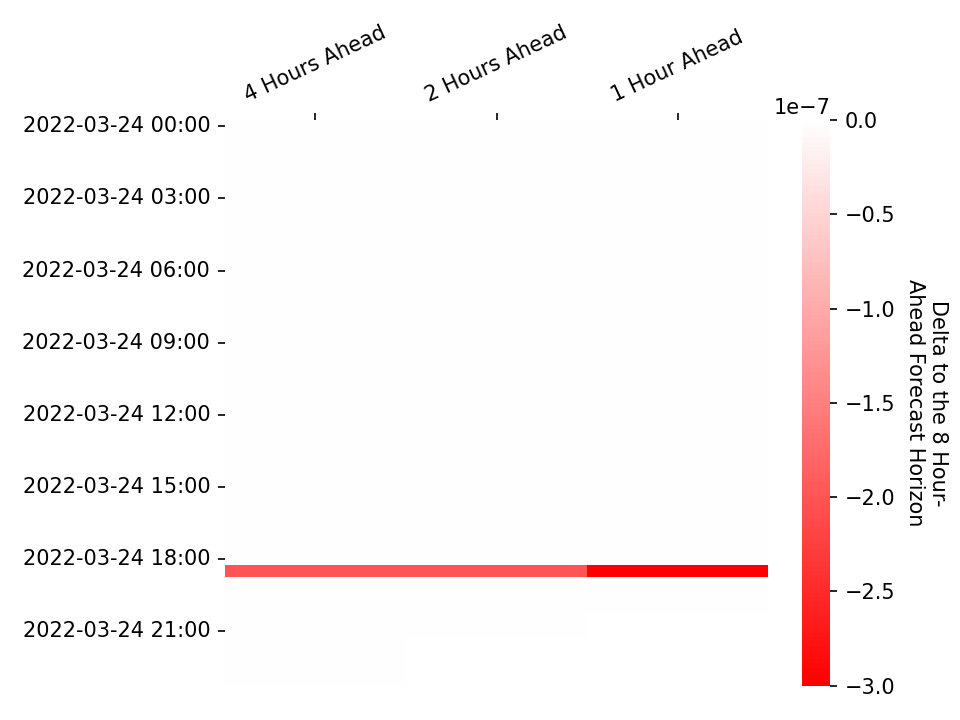 4 Hours Ahead
2 Hours Ahead
1 Hour Ahead
1e−7
2022-03-24 00:00
2022-03-24 03:00
2022-03-24 06:00
2022-03-24 09:00
2022-03-24 12:00
2022-03-24 15:00
2022-03-24 18:00
2022-03-24 21:00
0.0
−0.5
−1.0
−1.5
−2.0
−2.5
−3.0
Delta to the 8 Hour-
Ahead Forecast Horizon